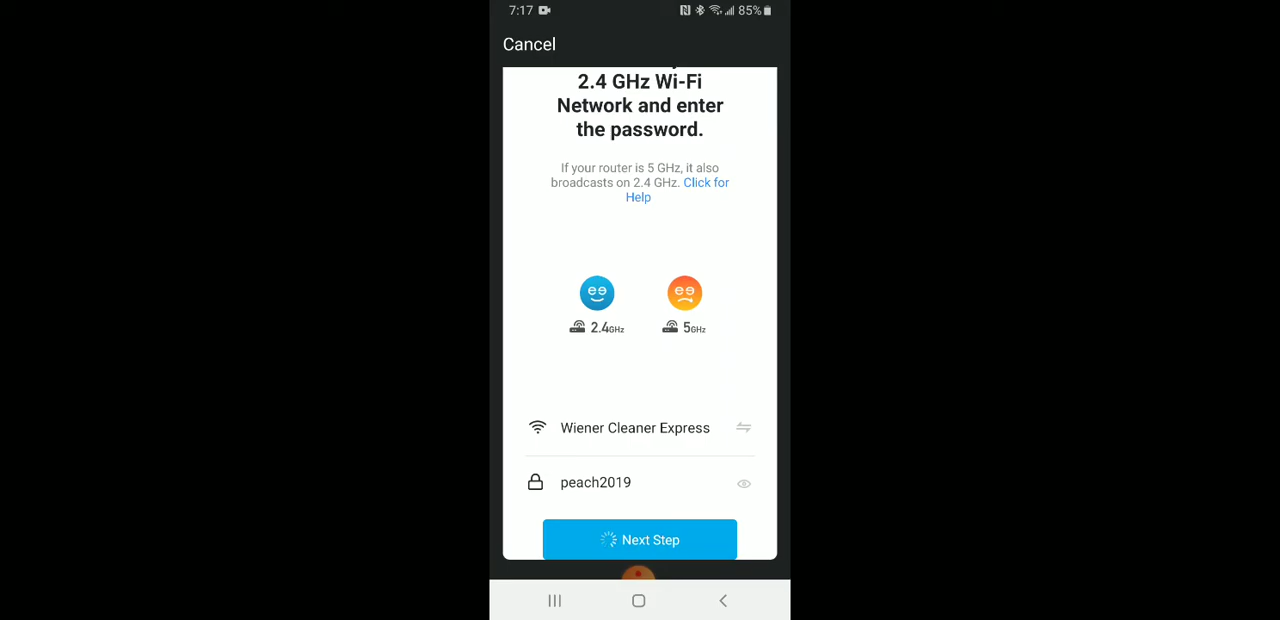 7:17 85%
Cancel
2.4 GHz Wi-Fi
Network and enter
the password.
If your router is 5 GHz, it also
broadcasts on 2.4 GHz. Click for
Help
2.4GHz 5GHz
Wiener Cleaner Express
peach2019
Next Step